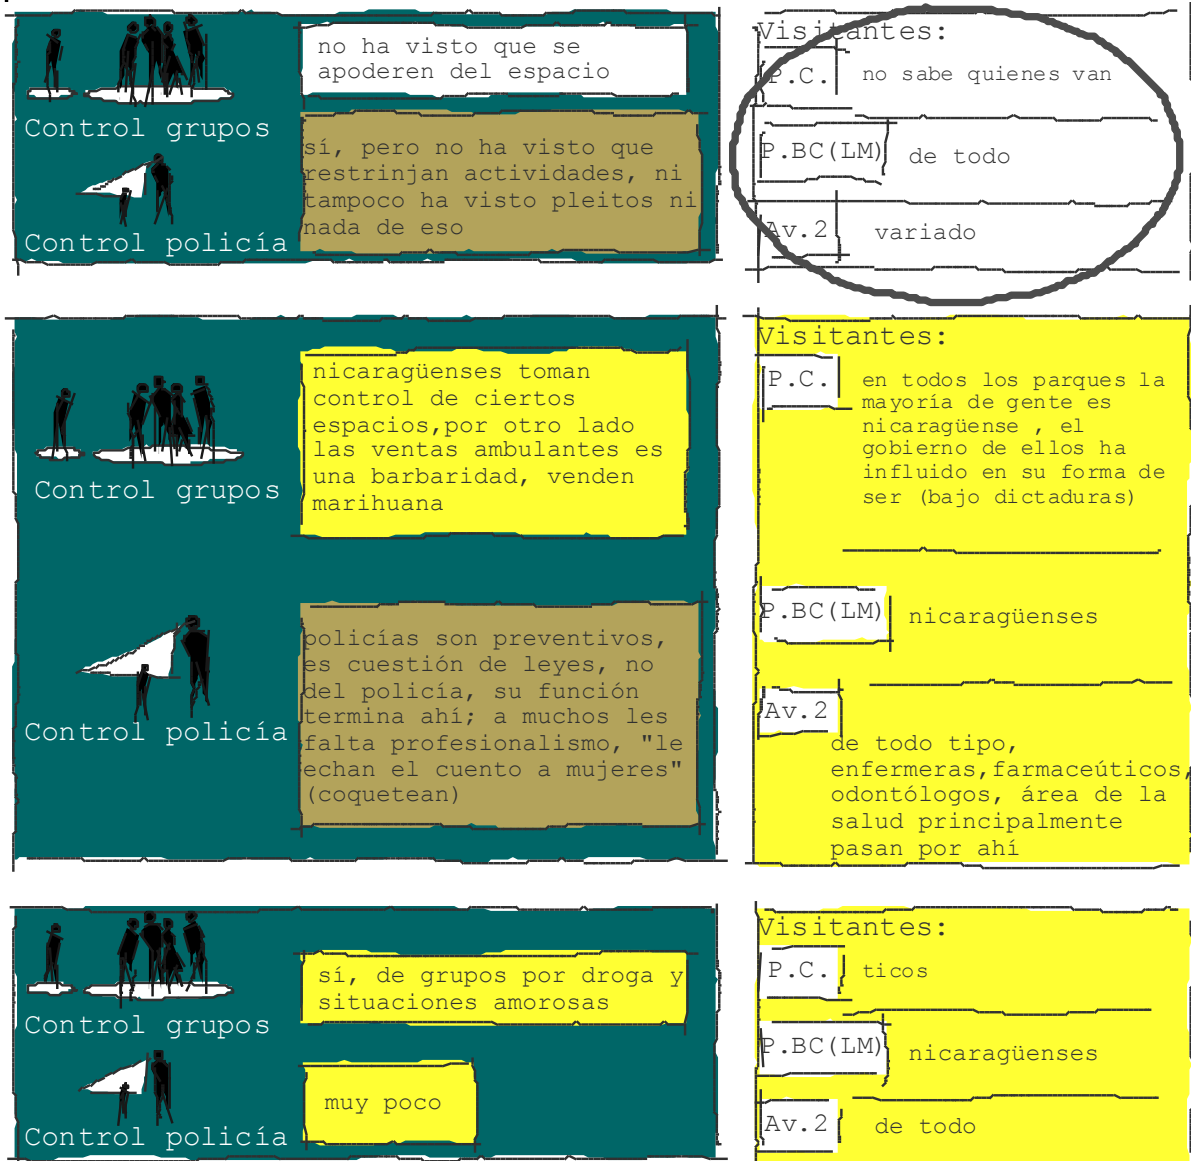 no ha visto que se
apoderen del espacio
Control grupos
sí, pero no ha visto que
restrinjan actividades, ni
tampoco ha visto pleitos ni
nada de eso
Control policía
Visitantes:
P.C. no sabe quienes van
P.BC(LM) de todo
Av.2 variado
nicaragüenses toman
control de ciertos
espacios,por otro lado
las ventas ambulantes es
una barbaridad, venden
marihuana
Control grupos
policías son preventivos,
es cuestión de leyes, no
del policía, su función
termina ahí; a muchos les
falta profesionalismo, "le
echan el cuento a mujeres"
(coquetean)
Control policía
Visitantes:
P.C. en todos los parques la
mayoría de gente es
nicaragüense , el
gobierno de ellos ha
influido en su forma de
ser (bajo dictaduras)
P.BC(LM) nicaragüenses
Av.2
de todo tipo,
enfermeras,farmaceúticos,
odontólogos, área de la
salud principalmente
pasan por ahí
sí, de grupos por droga y
situaciones amorosas
Control grupos
muy poco
Control policía
Visitantes:
P.C. ticos
P.BC(LM) nicaragüenses
Av.2 de todo